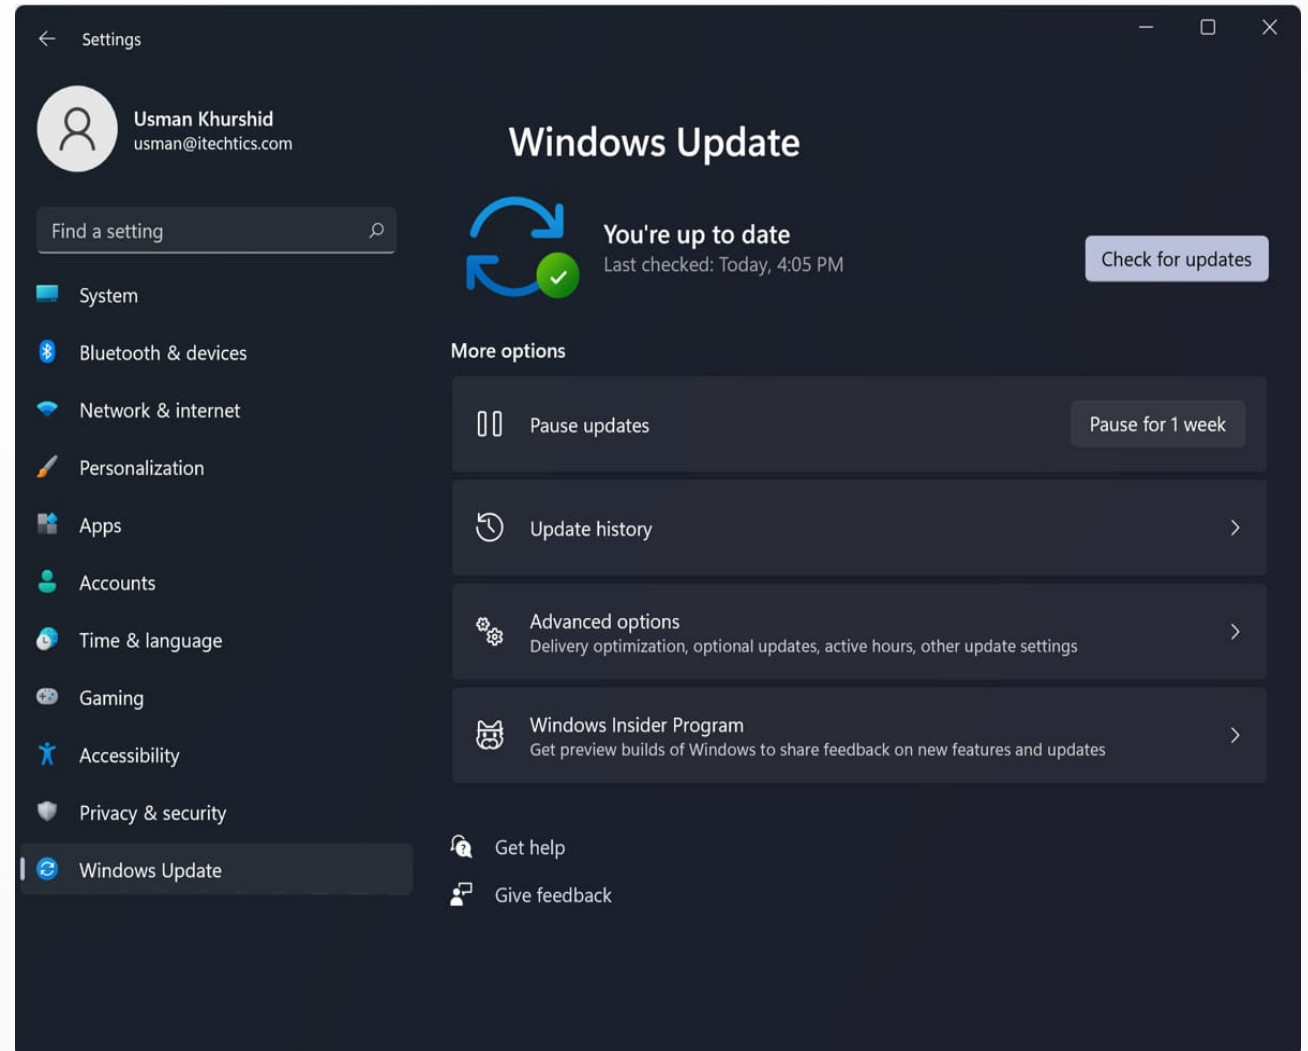 Settings
Usman Khurshid
usman@itechtics.com
Find a setting
System
Bluetooth & devices
Network & internet
Personalization
Apps
Accounts
Time & language
Gaming
Accessibility
Privacy & security
Windows Update
Windows Update
You're up to date
Last checked: Today, 4:05 PM
Check for updates
More options
Pause updates
Pause for 1 week
Update history
Advanced options
Delivery optimization, optional updates, active hours, other update settings
Windows Insider Program
Get preview builds of Windows to share feedback on new features and updates
Get help
Give feedback